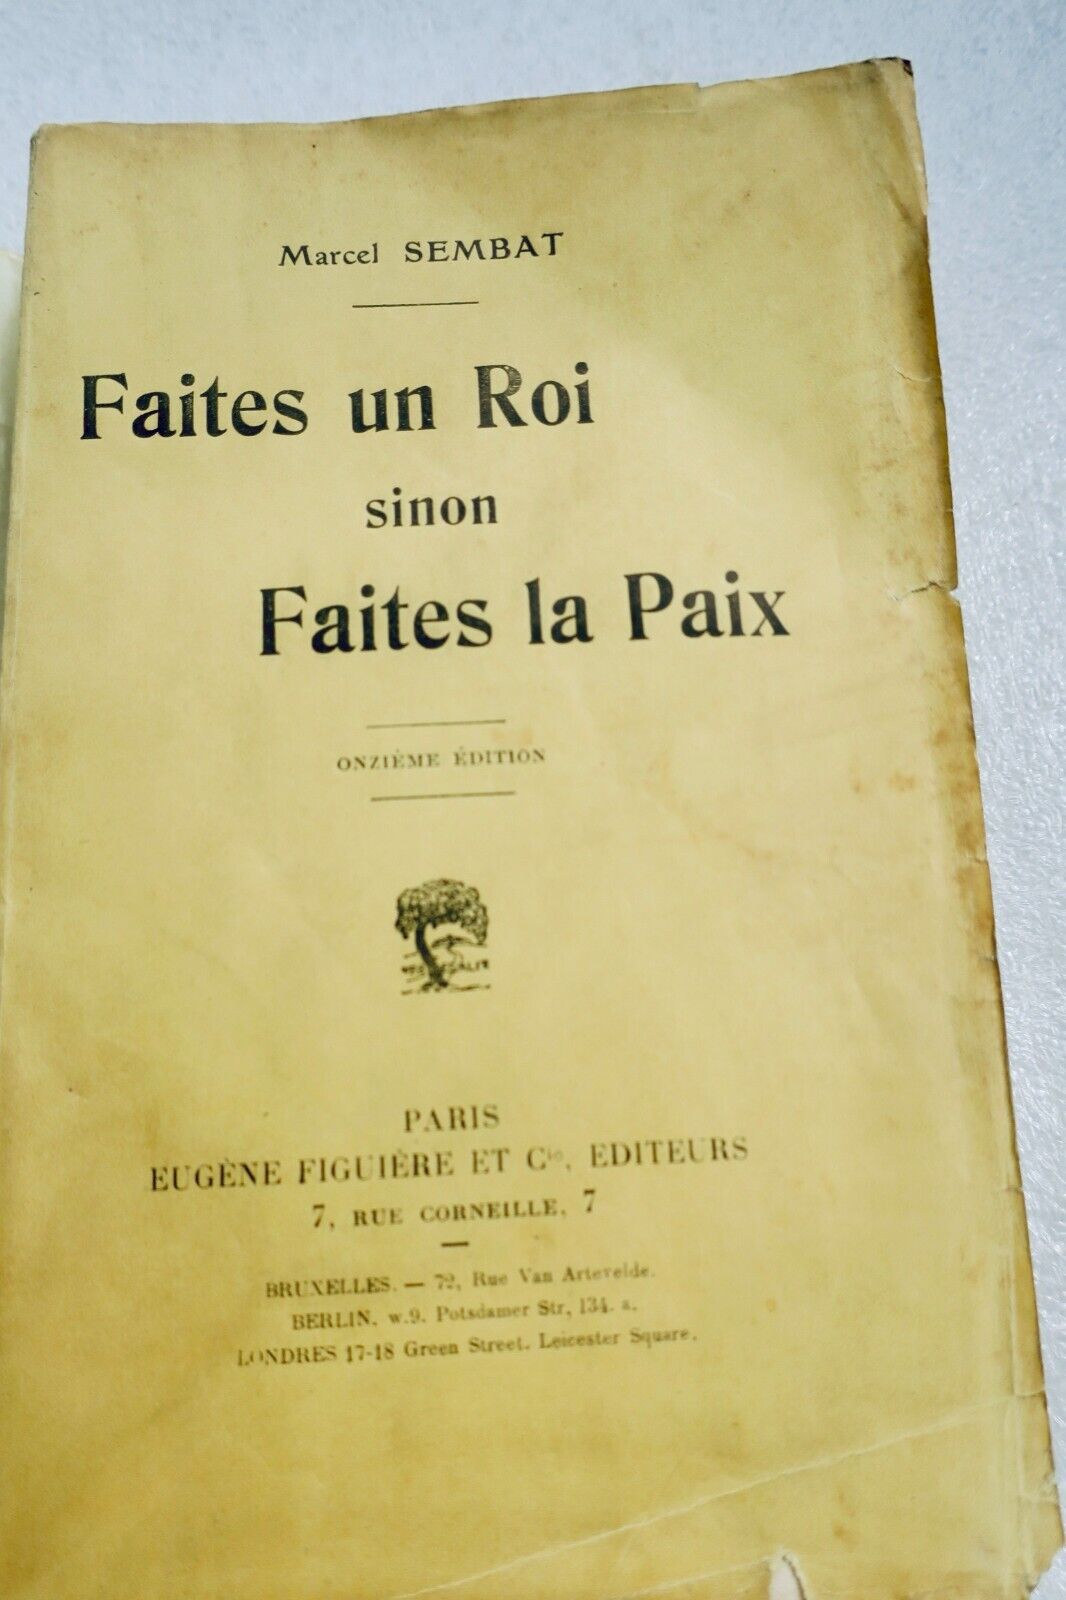 Marcel SEMBAT
Faites un Roi
sinon
Faites la Paix
ONZIÈME ÉDITION
PARIS
EUGÈNE FIGUIÈRE ET Cie, EDITEURS
7, RUE CORNEILLE, 7
BRUXELLES. — 72, Rue Van Artevelde.
BERLIN, w.9. Potsdamer Str, 134. a.
LONDRES 17-18 Green Street. Leicester Square.